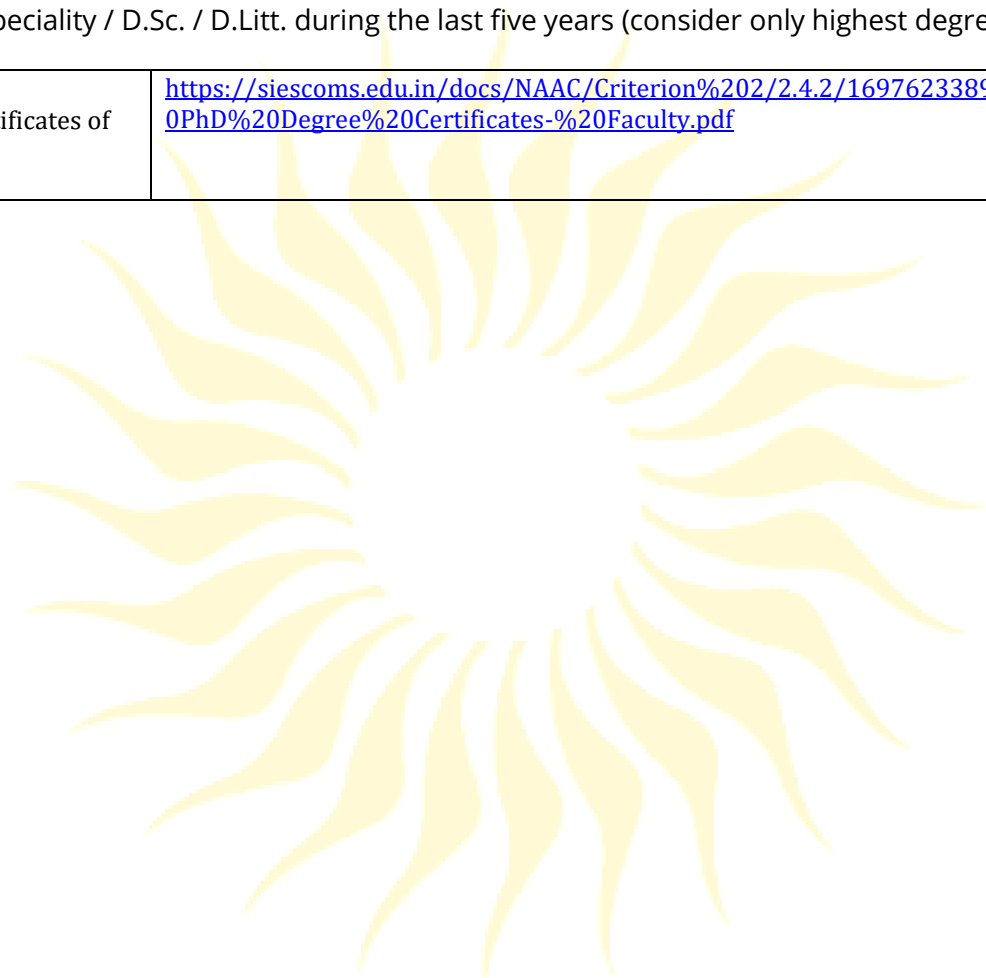 peciality / D.Sc. / D.Litt. during the last five years (consider only highest degre
https://siescoms.edu.in/docs/NAAC/Criterion%202/2.4.2/1697623389
ificates of
0PhD%20Degree%20Certificates-%20Faculty.pdf